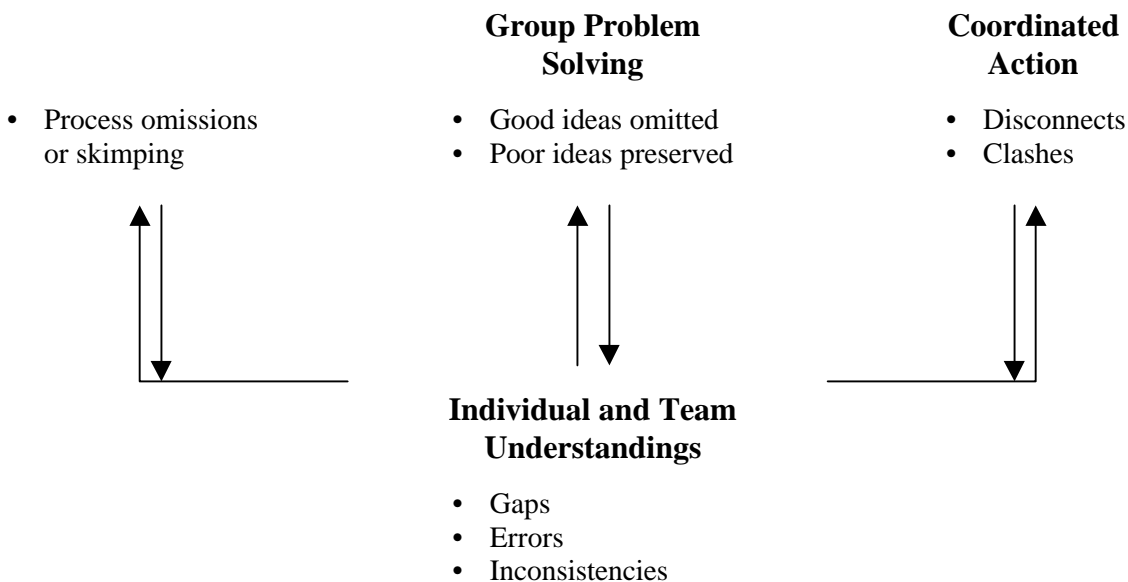 Group Problem
Solving
Coordinated
Action
• Process omissions
or skimping
• Good ideas omitted
• Poor ideas preserved
• Disconnects
• Clashes
Individual and Team
Understandings
• Gaps
• Errors
• Inconsistencies